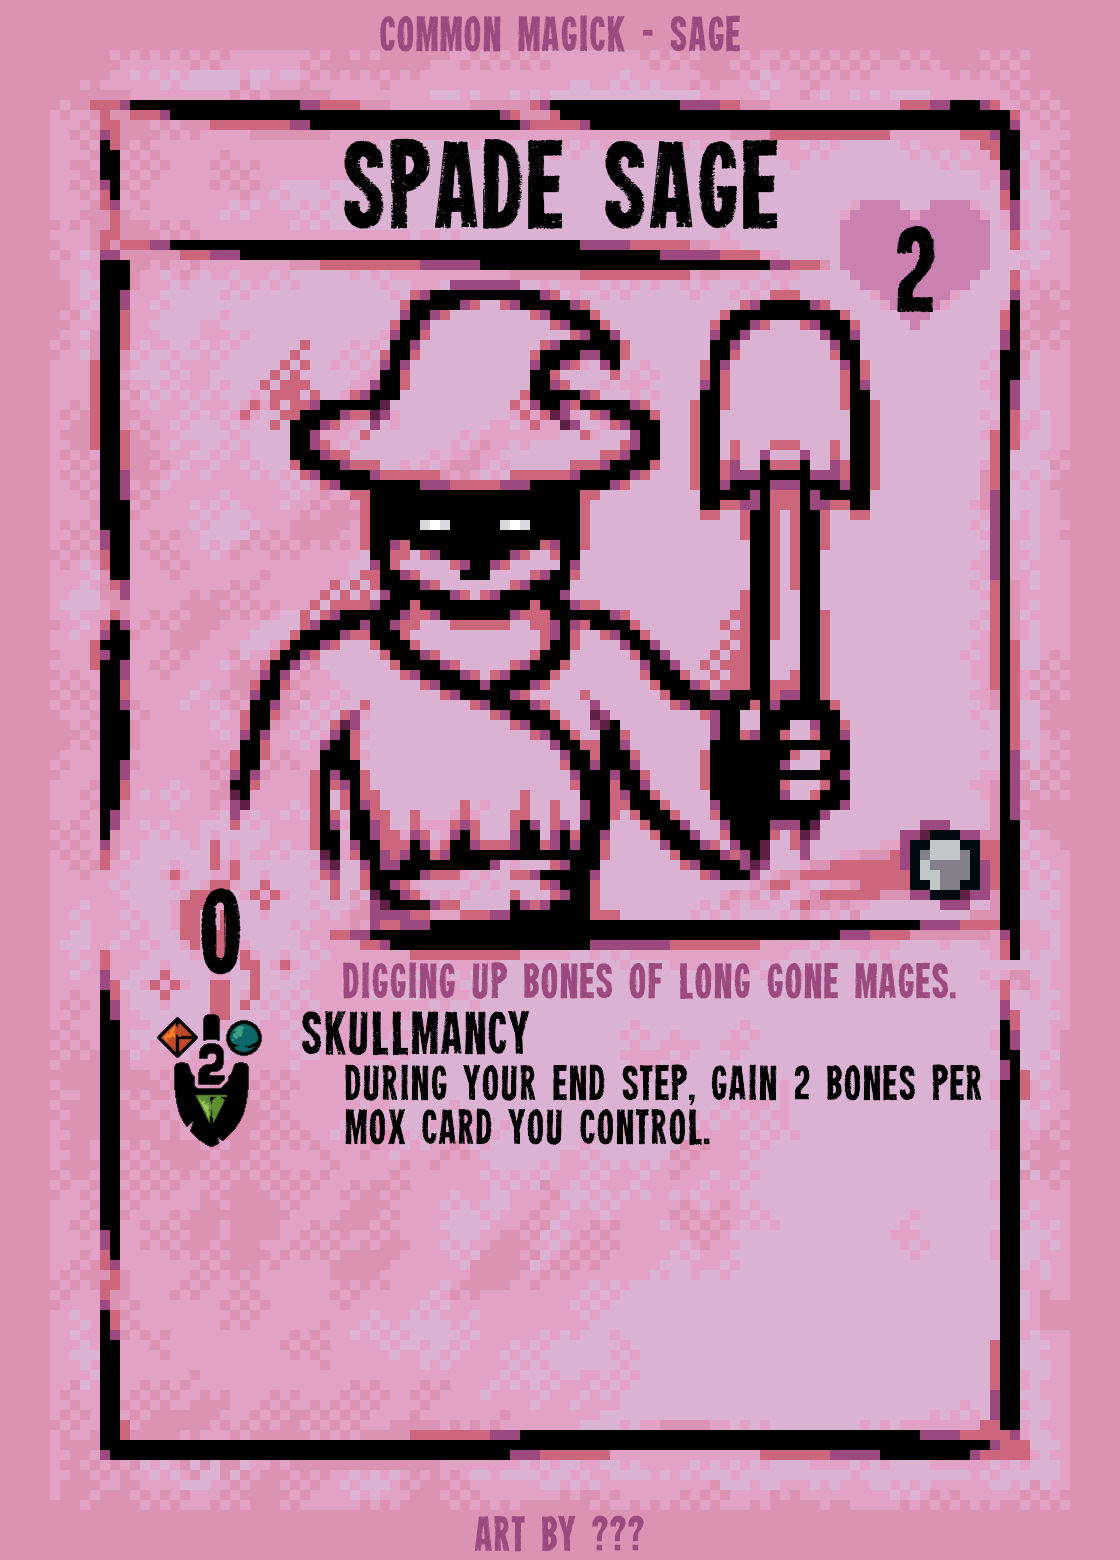 COMMON MAGICK - SAGE
SPADE SAGE
2
0
DIGGING UP BONES OF LONG GONE MAGES.
2
SKULLMANCY
DURING YOUR END STEP, GAIN 2 BONES PER
MOX CARD YOU CONTROL.
ART BY ???